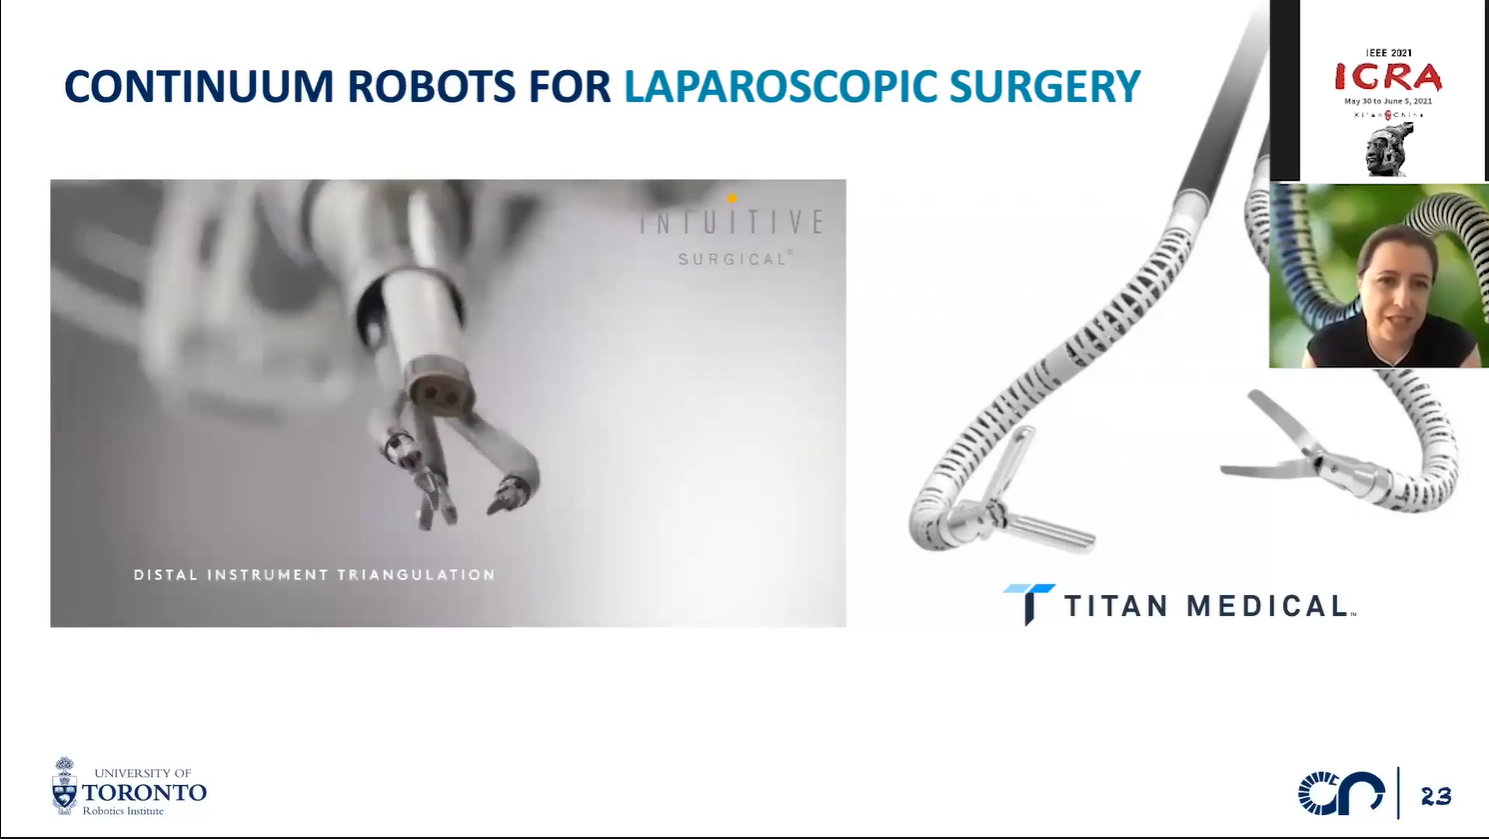 CONTINUUM ROBOTS FOR LAPAROSCOPIC SURGERY
IEEE 2021
ICRA
May 30 to June 5, 2021
Xi'an China
INTUITIVE
SURGICAL®
DISTAL INSTRUMENT TRIANGULATION
TITAN MEDICAL™
UNIVERSITY OF
TORONTO
Robotics Institute
23